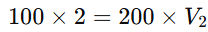 100 × 2 = 200 × V₂